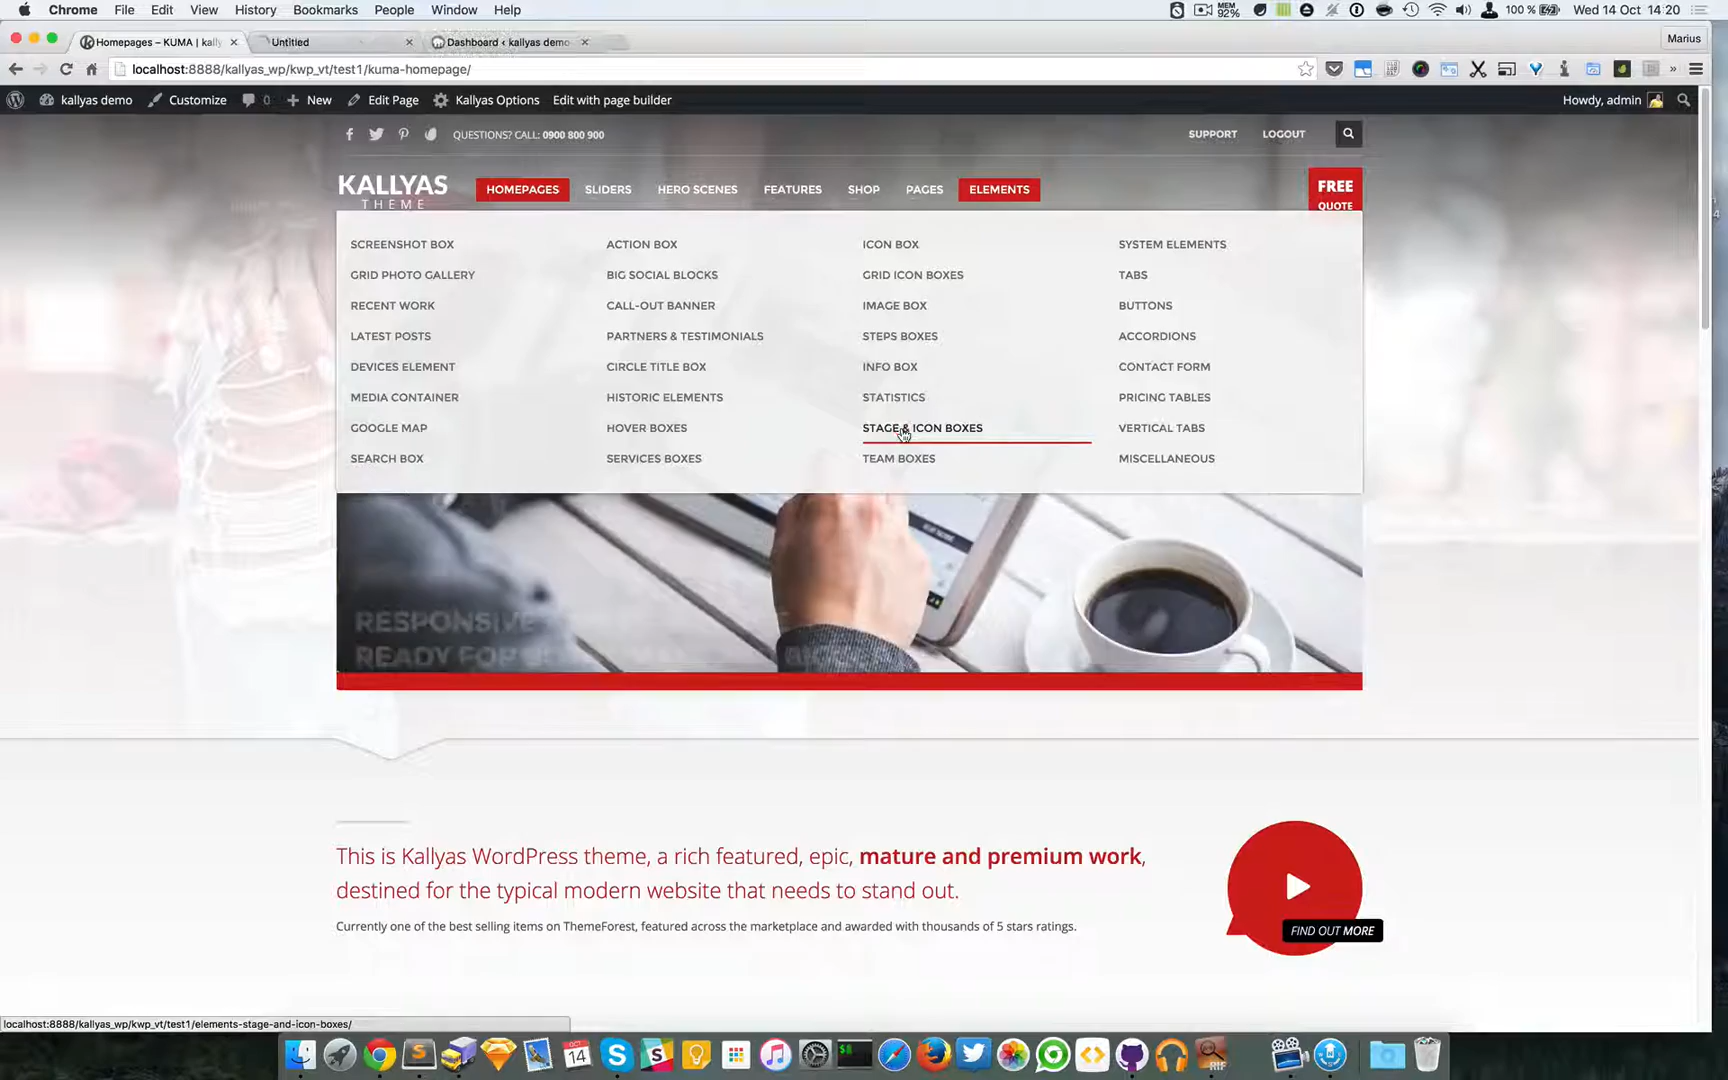 Chrome File Edit View History Bookmarks People Window Help
MEM 92% 100 % Wed 14 Oct 14:20
Homepages – KUMA | kally
Untitled
Dashboard ‹ kallyas demo
Marius
localhost:8888/kallyas_wp/kwp_vt/test1/kuma-homepage/
kallyas demo Customize 0 New Edit Page Kallyas Options Edit with page builder Howdy, admin
QUESTIONS? CALL: 0900 800 900 SUPPORT LOGOUT
KALLYAS
THEME
HOMEPAGES SLIDERS HERO SCENES FEATURES SHOP PAGES ELEMENTS
FREE
QUOTE
SCREENSHOT BOX ACTION BOX ICON BOX SYSTEM ELEMENTS
GRID PHOTO GALLERY BIG SOCIAL BLOCKS GRID ICON BOXES TABS
RECENT WORK CALL-OUT BANNER IMAGE BOX BUTTONS
LATEST POSTS PARTNERS & TESTIMONIALS STEPS BOXES ACCORDIONS
DEVICES ELEMENT CIRCLE TITLE BOX INFO BOX CONTACT FORM
MEDIA CONTAINER HISTORIC ELEMENTS STATISTICS PRICING TABLES
GOOGLE MAP HOVER BOXES STAGE & ICON BOXES VERTICAL TABS
SEARCH BOX SERVICES BOXES TEAM BOXES MISCELLANEOUS
RESPONSIVE
READY FOR
This is Kallyas WordPress theme, a rich featured, epic, mature and premium work,
destined for the typical modern website that needs to stand out.
Currently one of the best selling items on ThemeForest, featured across the marketplace and awarded with thousands of 5 stars ratings.
FIND OUT MORE
localhost:8888/kallyas_wp/kwp_vt/test1/elements-stage-and-icon-boxes/
OCT
14
RIF